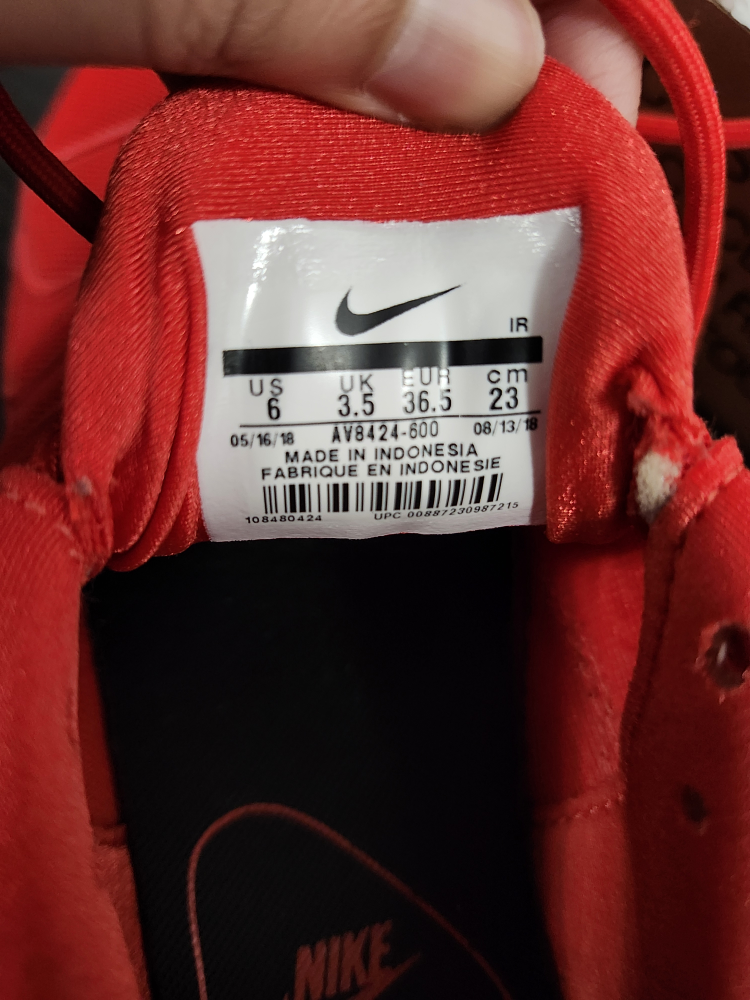 IR
US UK EUR cm
6 3.5 36.5 23
05/16/18 AV8424-600 08/13/18
MADE IN INDONESIA
FABRIQUE EN INDONESIE
108480424 UPC 00887230987215
NIKE